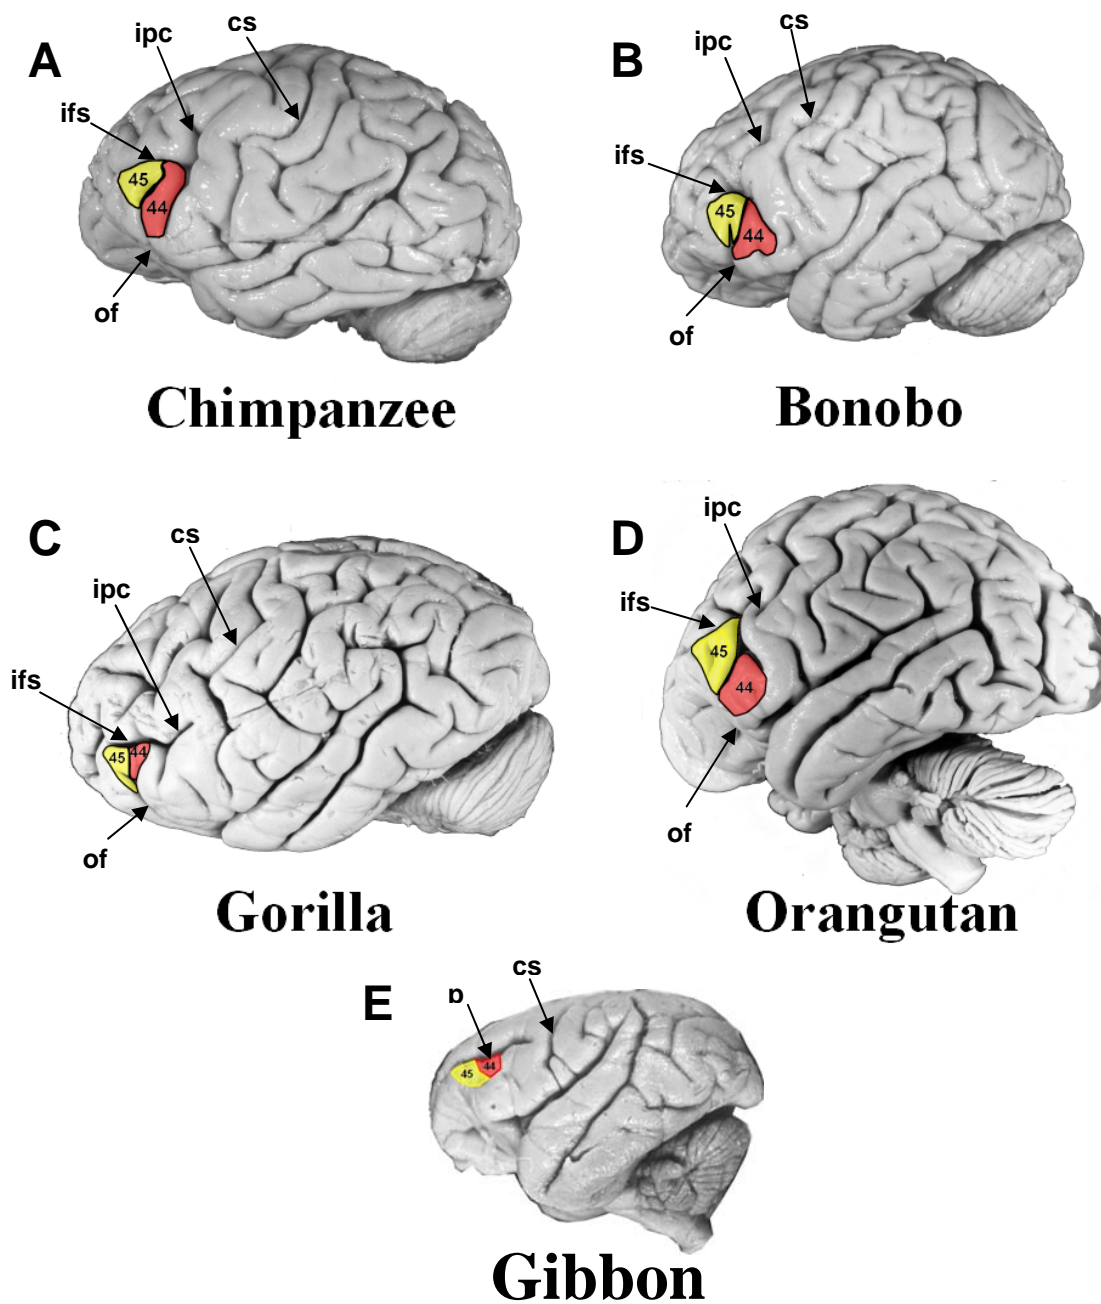 A
ipc
cs
ifs
45
44
of
Chimpanzee
B
ipc
cs
ifs
45
44
of
Bonobo
C
cs
ipc
ifs
45
44
of
Gorilla
D
ipc
ifs
45
44
of
Orangutan
E
cs
45
44
Gibbon